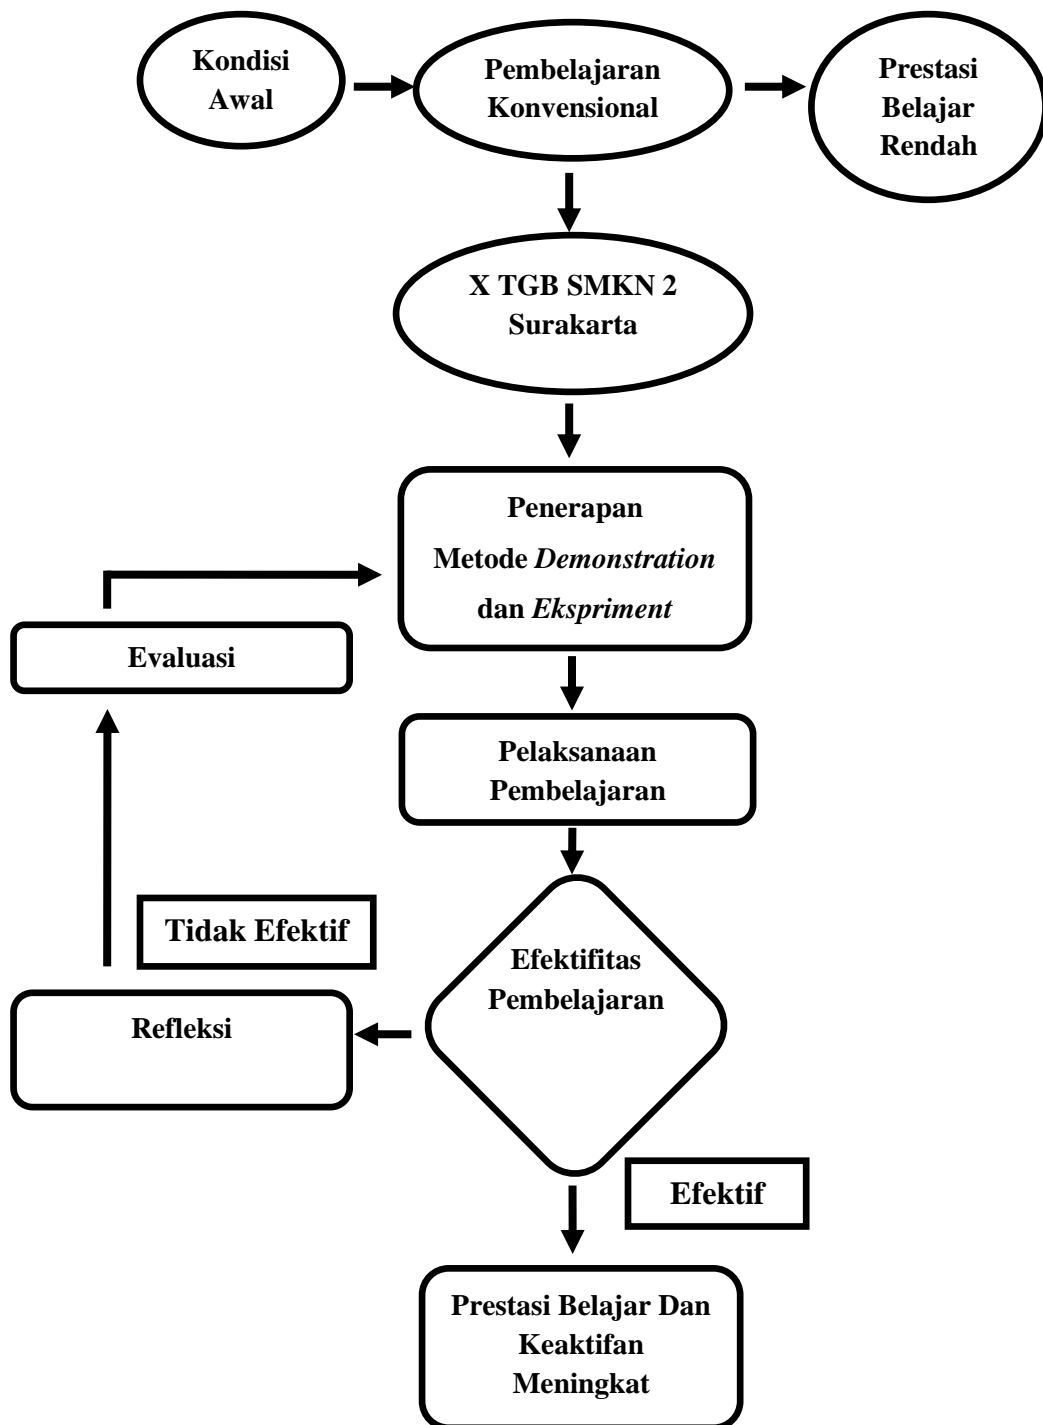 Kondisi
Awal
Pembelajaran
Konvensional
Prestasi
Belajar
Rendah
X TGB SMKN 2
Surakarta
Penerapan
Metode Demonstration
dan Ekspriment
Evaluasi
Pelaksanaan
Pembelajaran
Tidak Efektif
Efektifitas
Pembelajaran
Refleksi
Efektif
Prestasi Belajar Dan
Keaktifan
Meningkat